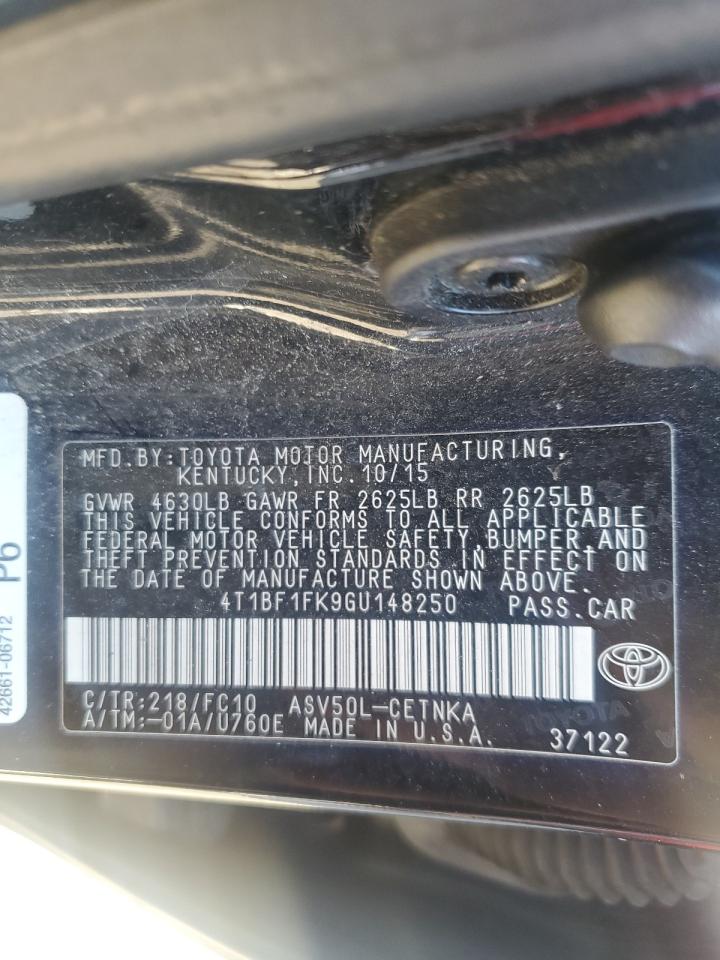 MFD. BY: TOYOTA MOTOR MANUFACTURING,
KENTUCKY, INC. 10/15
GVWR 4630LB GAWR FR 2625LB RR 2625LB
THIS VEHICLE CONFORMS TO ALL APPLICABLE
FEDERAL MOTOR VEHICLE SAFETY, BUMPER, AND
THEFT PREVENTION STANDARDS IN EFFECT ON
THE DATE OF MANUFACTURE SHOWN ABOVE.
4T1BF1FK9GU148250 PASS. CAR
C/TR: 218/FC10 ASV50L-CETNKA
A/TM: -01A/U760E MADE IN U.S.A. 37122
TOYOTA
P6
42661-06712